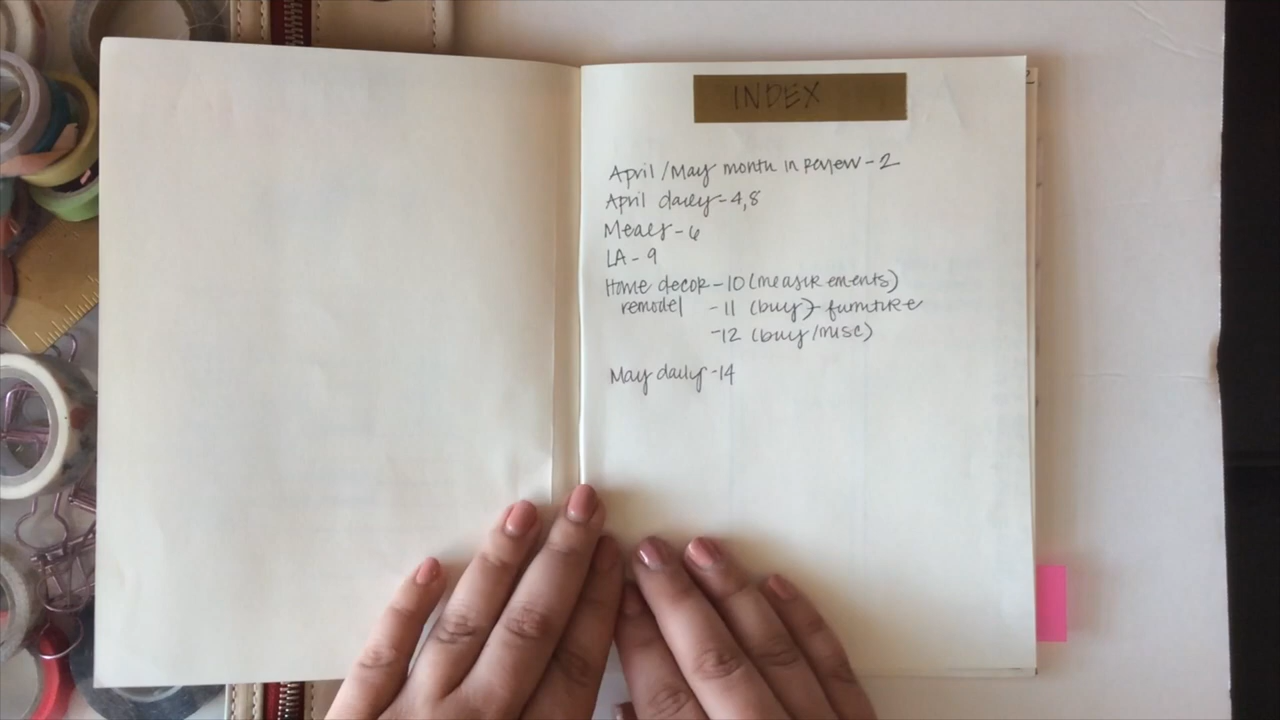 INDEX
April/May month in review - 2
April daily - 4,8
Meals - 6
LA - 9
Home decor - 10 (measurements)
remodel - 11 (buy) - furniture
- 12 (buy/misc)
May daily - 14
2